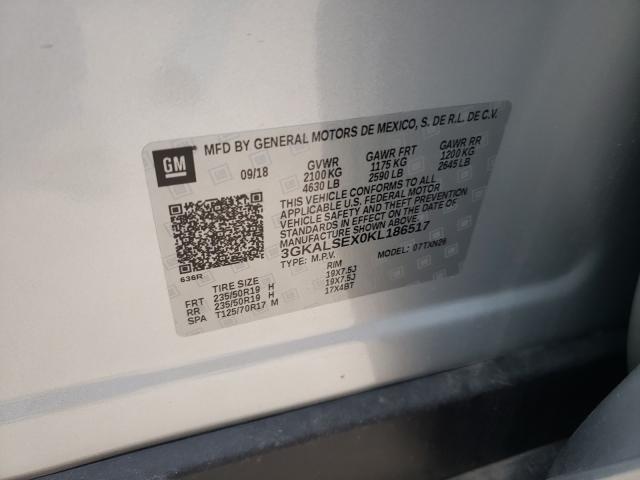 GM
MFD BY GENERAL MOTORS DE MEXICO, S. DE R.L. DE C.V.
09/18 GVWR GAWR FRT GAWR RR
2100 KG 1175 KG 1200 KG
4630 LB 2590 LB 2645 LB
THIS VEHICLE CONFORMS TO ALL
APPLICABLE U.S. FEDERAL MOTOR
VEHICLE SAFETY AND THEFT PREVENTION
STANDARDS IN EFFECT ON THE DATE OF
MANUFACTURE SHOWN ABOVE.
3GKALSEX0KL186517
TYPE: M.P.V. MODEL: 07TXN26
636R
TIRE SIZE RIM
FRT 235/50R19 H 19X7.5J
RR 235/50R19 H 19X7.5J
SPA T125/70R17 M 17X4BT